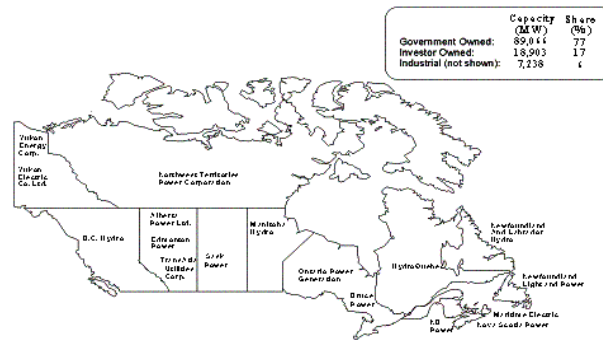 Capacity Share
(MW) (%)
Government Owned: 89,066 77
Investor Owned: 18,903 17
Industrial (not shown): 7,238 6
Yukon
Energy
Corp.
Yukon
Electric
Co. Ltd.
Northwest Territories
Power Corporation
B.C. Hydro
Alberta
Power Ltd.
Edmonton
Power
TransAlta
Utilities
Corp.
Sask
Power
Manitoba
Hydro
Ontario Power
Generation
Bruce
Power
Hydro Quebec
Newfoundland
And Labrador
Hydro
Newfoundland
Light and Power
Maritime Electric
NB
Power
Nova Scotia Power